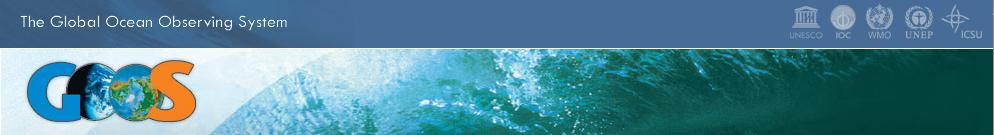 The Global Ocean Observing System
UNESCO IOC WMO UNEP ICSU
GOOS